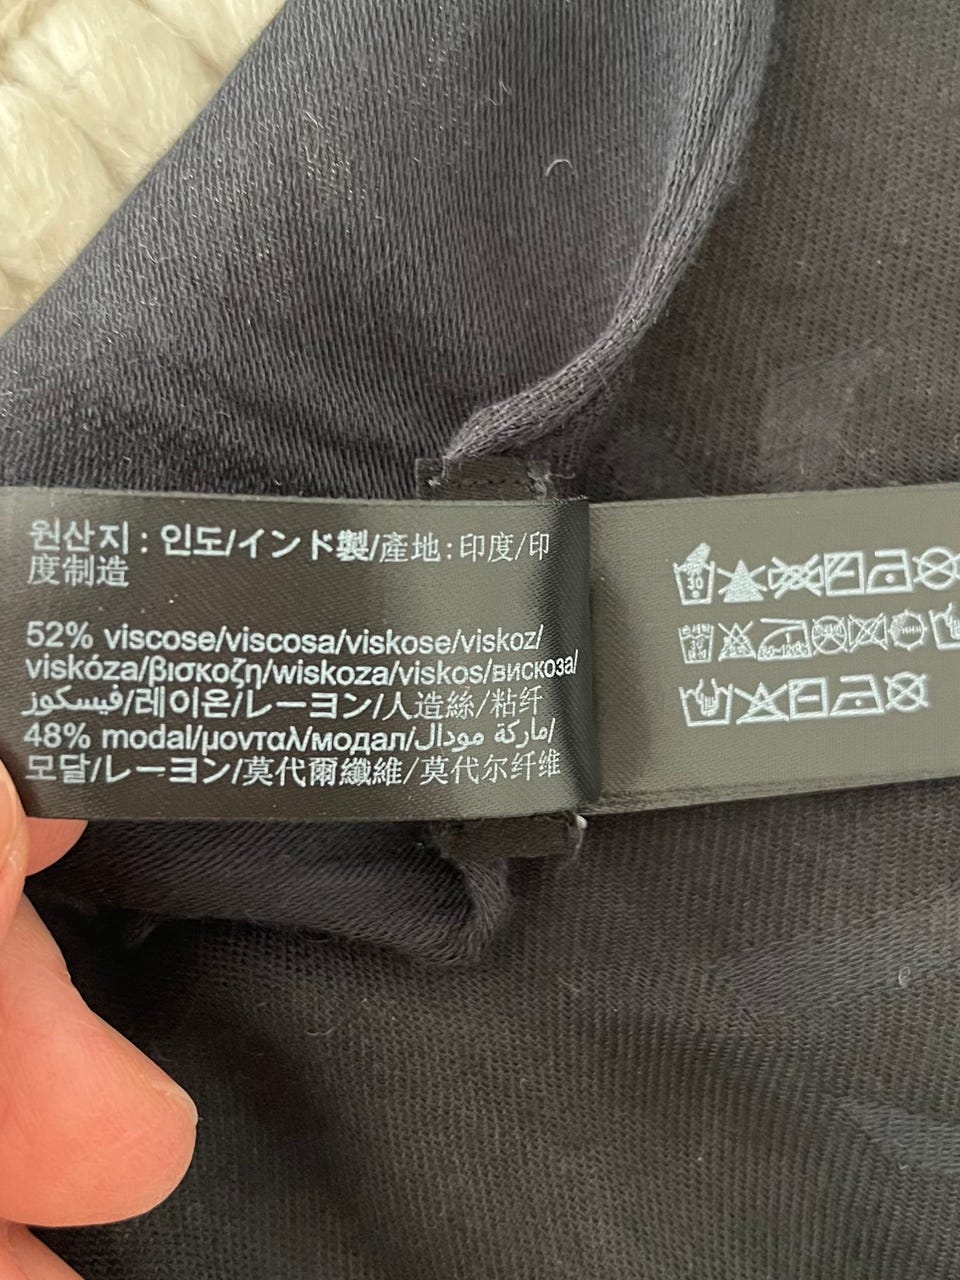 원산지 : 인도/インド製/產地:印度/印
度制造
52% viscose/viscosa/viskose/viskoz/
viskóza/βισκοζη/wiskoza/viskos/вискоза/
فيسكوز/레이온/レーヨン/人造絲/粘纤
48% modal/μονταλ/модал/ماركة مودال/
모달/レーヨン/莫代爾纖維/莫代尔纤维
30